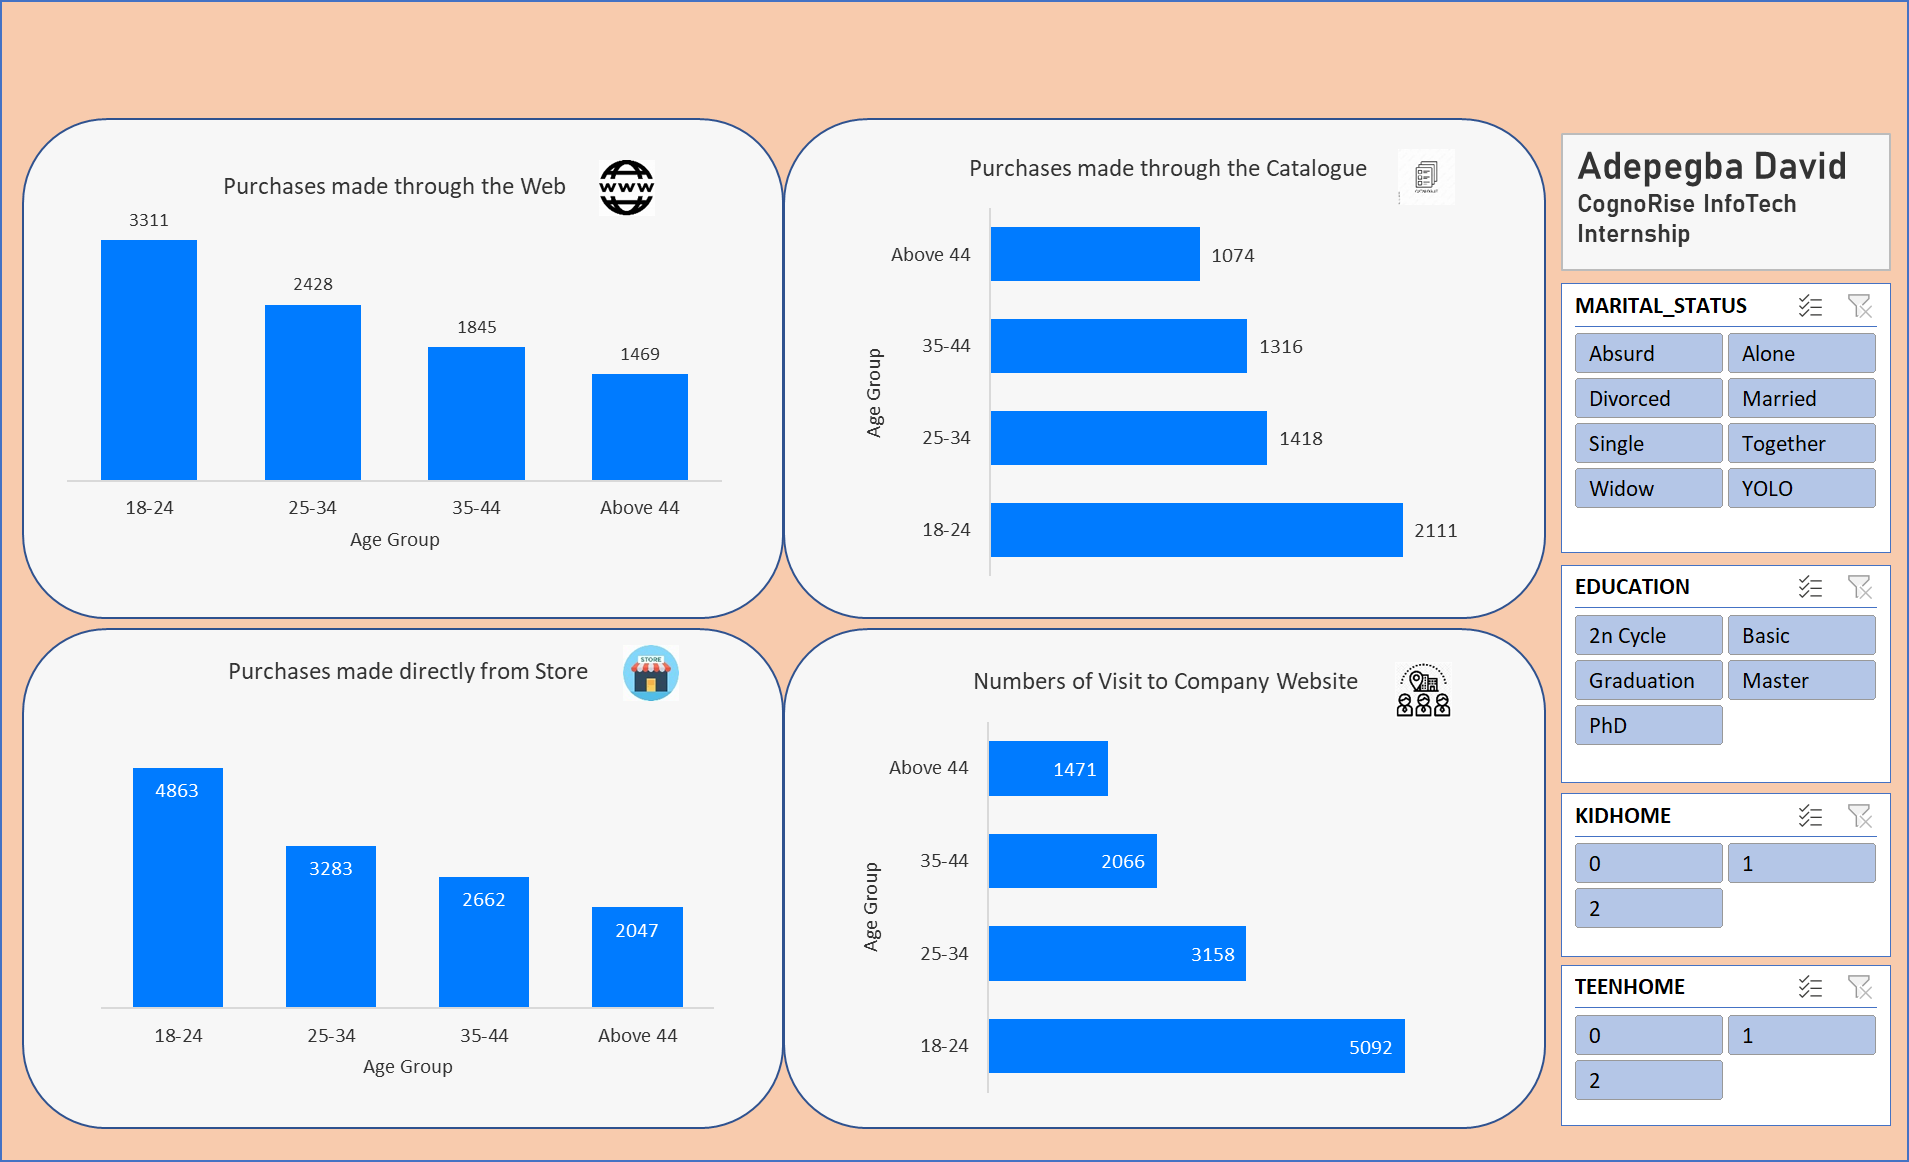 Purchases made through the Web
WWW
3311
2428
1845
1469
18-24
25-34
35-44
Above 44
Age Group
Purchases made through the Catalogue
Above 44
1074
35-44
1316
25-34
1418
18-24
2111
Age Group
Purchases made directly from Store
STORE
4863
3283
2662
2047
18-24
25-34
35-44
Above 44
Age Group
Numbers of Visit to Company Website
Above 44
1471
35-44
2066
25-34
3158
18-24
5092
Age Group
Adepegba David
CognoRise InfoTech
Internship
MARITAL_STATUS
Absurd
Alone
Divorced
Married
Single
Together
Widow
YOLO
EDUCATION
2n Cycle
Basic
Graduation
Master
PhD
KIDHOME
0
1
2
TEENHOME
0
1
2